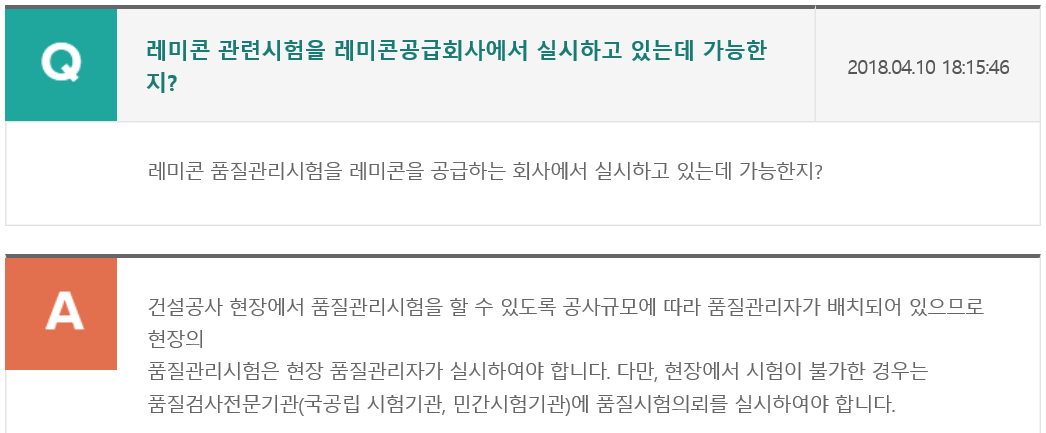 Q
레미콘 관련시험을 레미콘공급회사에서 실시하고 있는데 가능한
지?
2018.04.10 18:15:46
레미콘 품질관리시험을 레미콘을 공급하는 회사에서 실시하고 있는데 가능한지?
A
건설공사 현장에서 품질관리시험을 할 수 있도록 공사규모에 따라 품질관리자가 배치되어 있으므로
현장의
품질관리시험은 현장 품질관리자가 실시하여야 합니다. 다만, 현장에서 시험이 불가한 경우는
품질검사전문기관(국공립 시험기관, 민간시험기관)에 품질시험의뢰를 실시하여야 합니다.